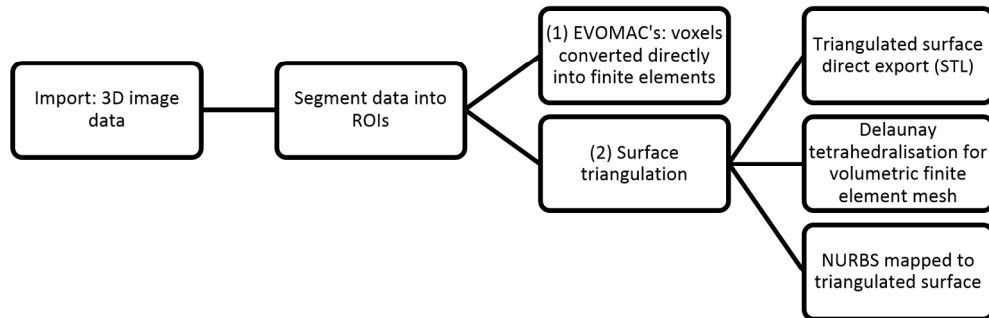 Import: 3D image
data
Segment data into
ROIs
(1) EVOMAC's: voxels
converted directly
into finite elements
(2) Surface
triangulation
Triangulated surface
direct export (STL)
Delaunay
tetrahedralisation for
volumetric finite
element mesh
NURBS mapped to
triangulated surface